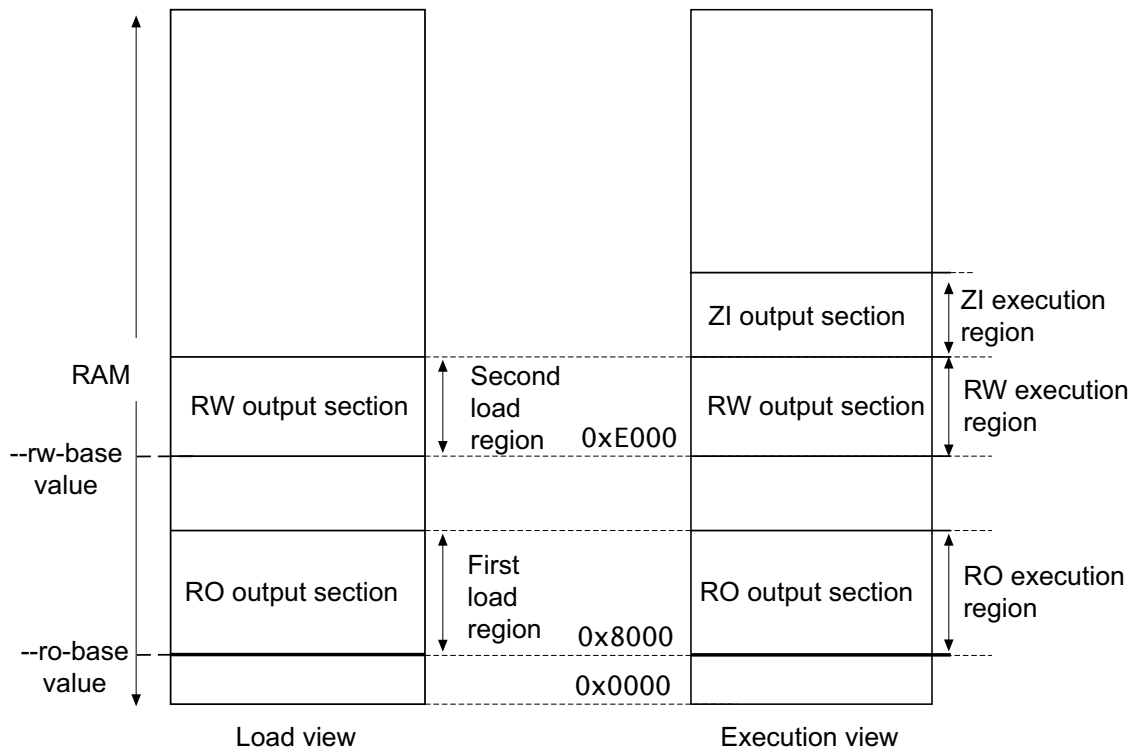 ZI output section
ZI execution
region
RAM
RW output section
Second
load
region
0xE000
RW output section
RW execution
region
--rw-base
value
RO output section
First
load
region
0x8000
RO output section
RO execution
region
--ro-base
value
0x0000
Load view
Execution view